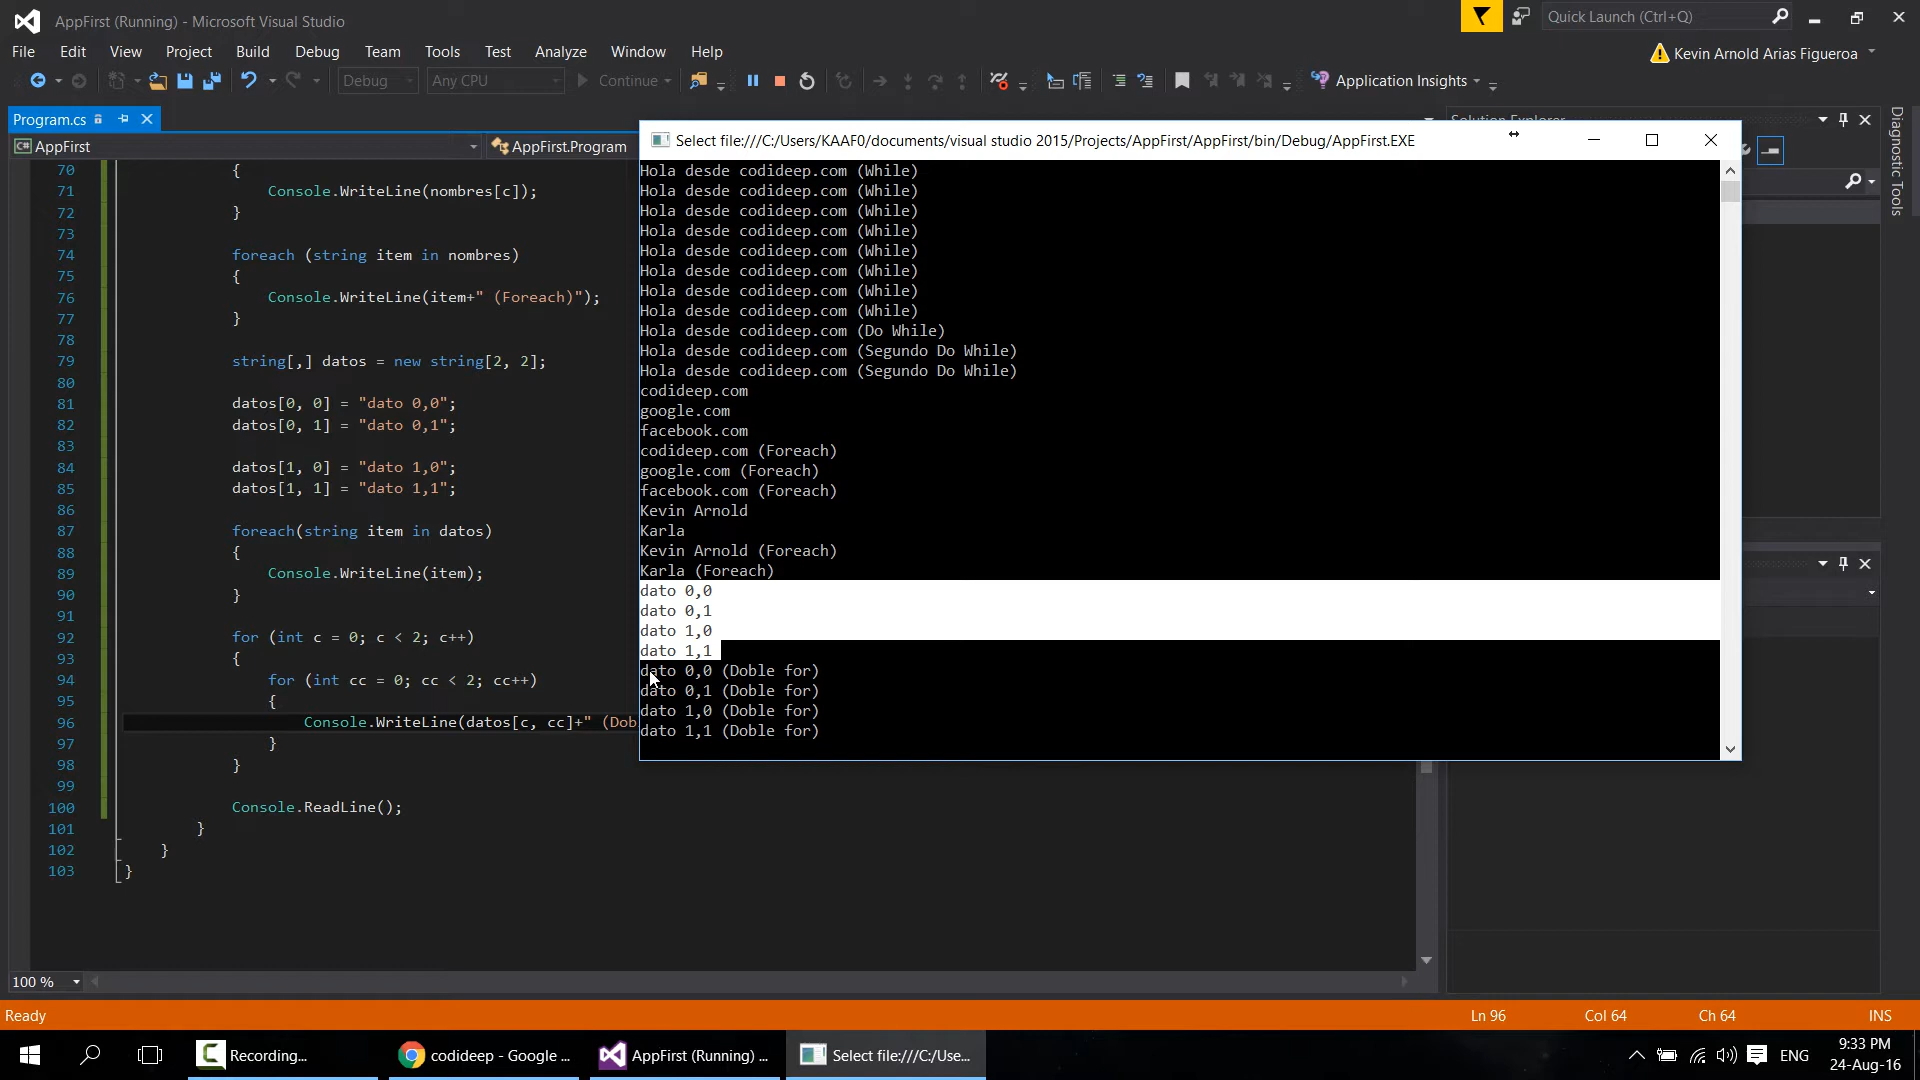 AppFirst (Running) - Microsoft Visual Studio
Quick Launch (Ctrl+Q)
File Edit View Project Build Debug Team Tools Test Analyze Window Help
Kevin Arnold Arias Figueroa
Debug Any CPU Continue Application Insights
Program.cs
AppFirst
AppFirst.Program
Diagnostic Tools
70 {
71 Console.WriteLine(nombres[c]);
72 }
73
74 foreach (string item in nombres)
75 {
76 Console.WriteLine(item+" (Foreach)");
77 }
78
79 string[,] datos = new string[2, 2];
80
81 datos[0, 0] = "dato 0,0";
82 datos[0, 1] = "dato 0,1";
83
84 datos[1, 0] = "dato 1,0";
85 datos[1, 1] = "dato 1,1";
86
87 foreach(string item in datos)
88 {
89 Console.WriteLine(item);
90 }
91
92 for (int c = 0; c < 2; c++)
93 {
94 for (int cc = 0; cc < 2; cc++)
95 {
96 Console.WriteLine(datos[c, cc]+" (Dob
97 }
98 }
99
100 Console.ReadLine();
101 }
102 }
103 }
Select file:///C:/Users/KAAF0/documents/visual studio 2015/Projects/AppFirst/AppFirst/bin/Debug/AppFirst.EXE
Hola desde codideep.com (While)
Hola desde codideep.com (While)
Hola desde codideep.com (While)
Hola desde codideep.com (While)
Hola desde codideep.com (While)
Hola desde codideep.com (While)
Hola desde codideep.com (While)
Hola desde codideep.com (While)
Hola desde codideep.com (Do While)
Hola desde codideep.com (Segundo Do While)
Hola desde codideep.com (Segundo Do While)
codideep.com
google.com
facebook.com
codideep.com (Foreach)
google.com (Foreach)
facebook.com (Foreach)
Kevin Arnold
Karla
Kevin Arnold (Foreach)
Karla (Foreach)
dato 0,0
dato 0,1
dato 1,0
dato 1,1
dato 0,0 (Doble for)
dato 0,1 (Doble for)
dato 1,0 (Doble for)
dato 1,1 (Doble for)
100 %
Ready Ln 96 Col 64 Ch 64 INS
Recording...
codideep - Google ...
AppFirst (Running) ...
Select file:///C:/Use...
ENG
9:33 PM
24-Aug-16